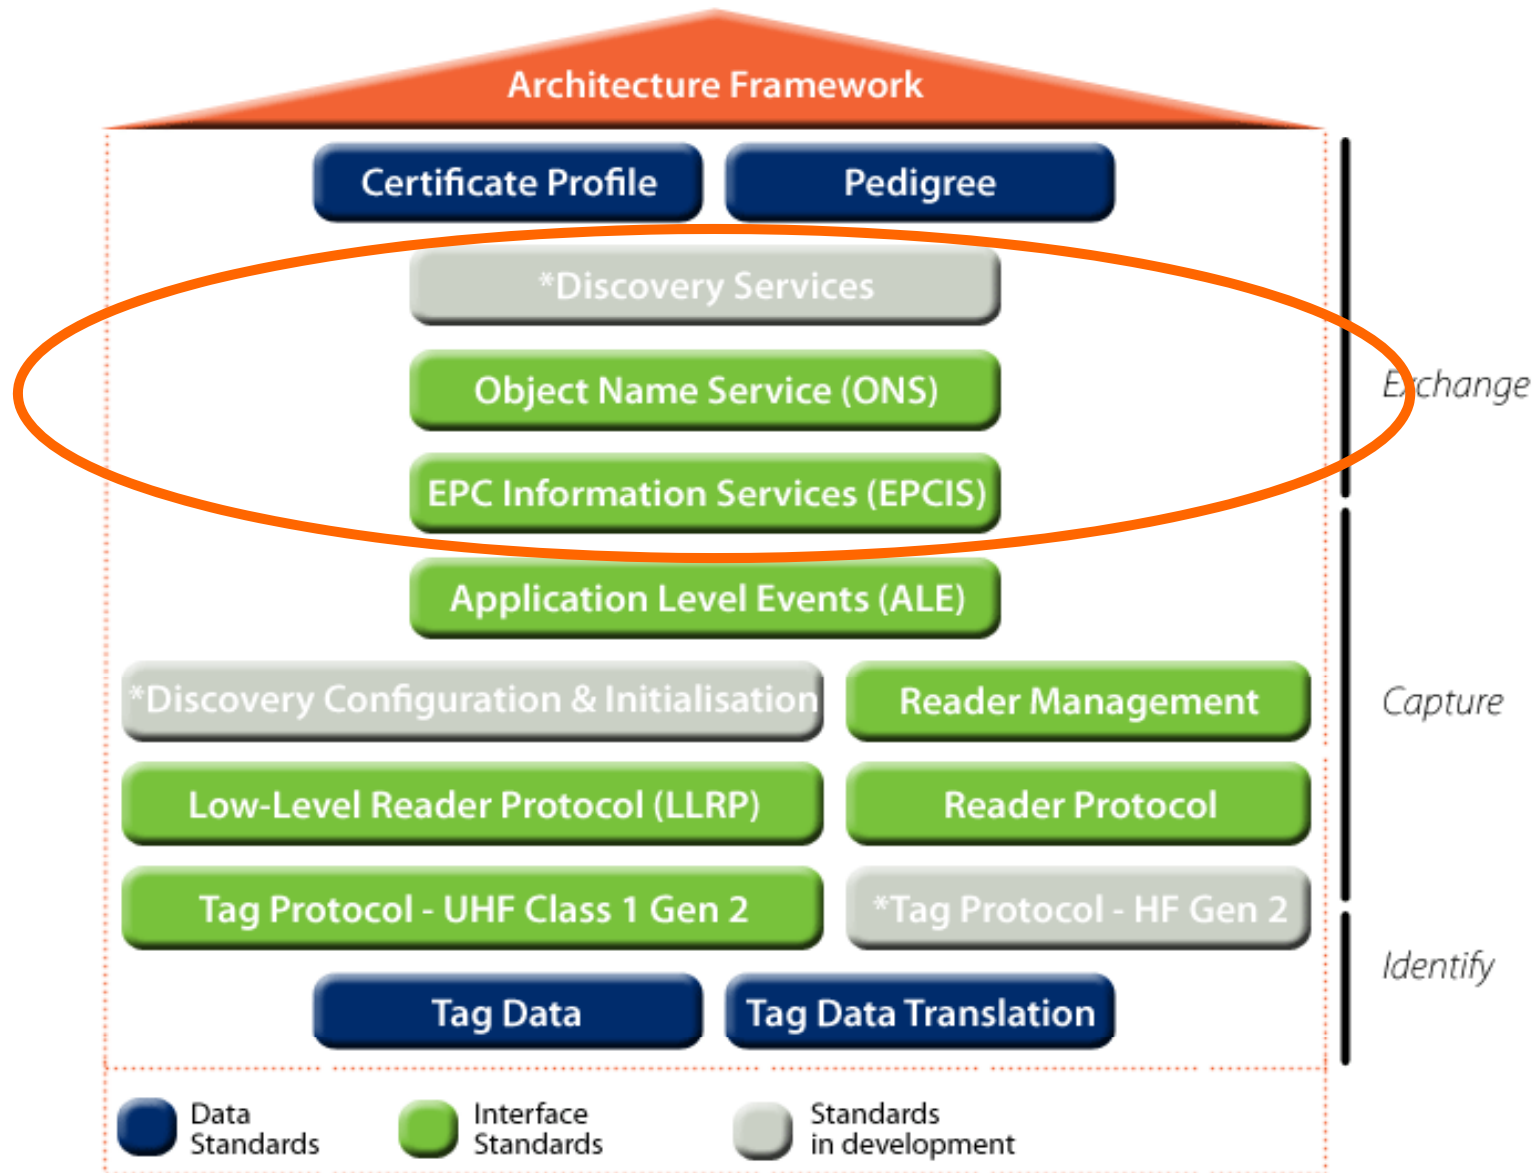 Architecture Framework
Certificate Profile
Pedigree
*Discovery Services
Object Name Service (ONS)
Exchange
EPC Information Services (EPCIS)
Application Level Events (ALE)
*Discovery Configuration & Initialisation
Reader Management
Capture
Low-Level Reader Protocol (LLRP)
Reader Protocol
Tag Protocol - UHF Class 1 Gen 2
*Tag Protocol - HF Gen 2
Identify
Tag Data
Tag Data Translation
Data
Standards
Interface
Standards
Standards
in development